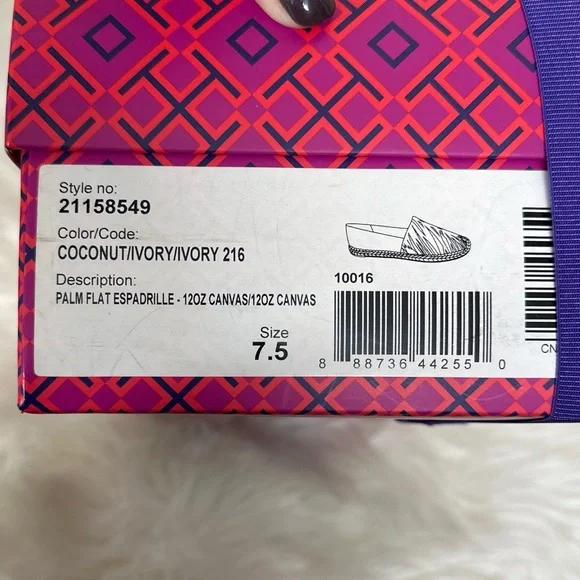 Style no:
21158549
Color/Code:
COCONUT/IVORY/IVORY 216
Description:
PALM FLAT ESPADRILLE - 12OZ CANVAS/12OZ CANVAS
Size
7.5
10016
8 88736 44255 0
CN